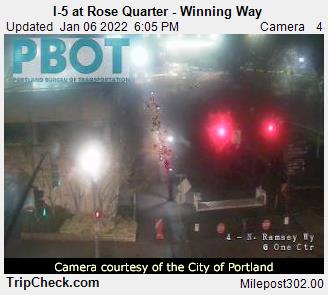 I-5 at Rose Quarter - Winning Way
Updated Jan 06 2022 6:05 PM Camera 4
PBOT
PORTLAND BUREAU OF TRANSPORTATION
4 - N. Ramsey Wy
@ One Ctr
Camera courtesy of the City of Portland
TripCheck.com Milepost302.00